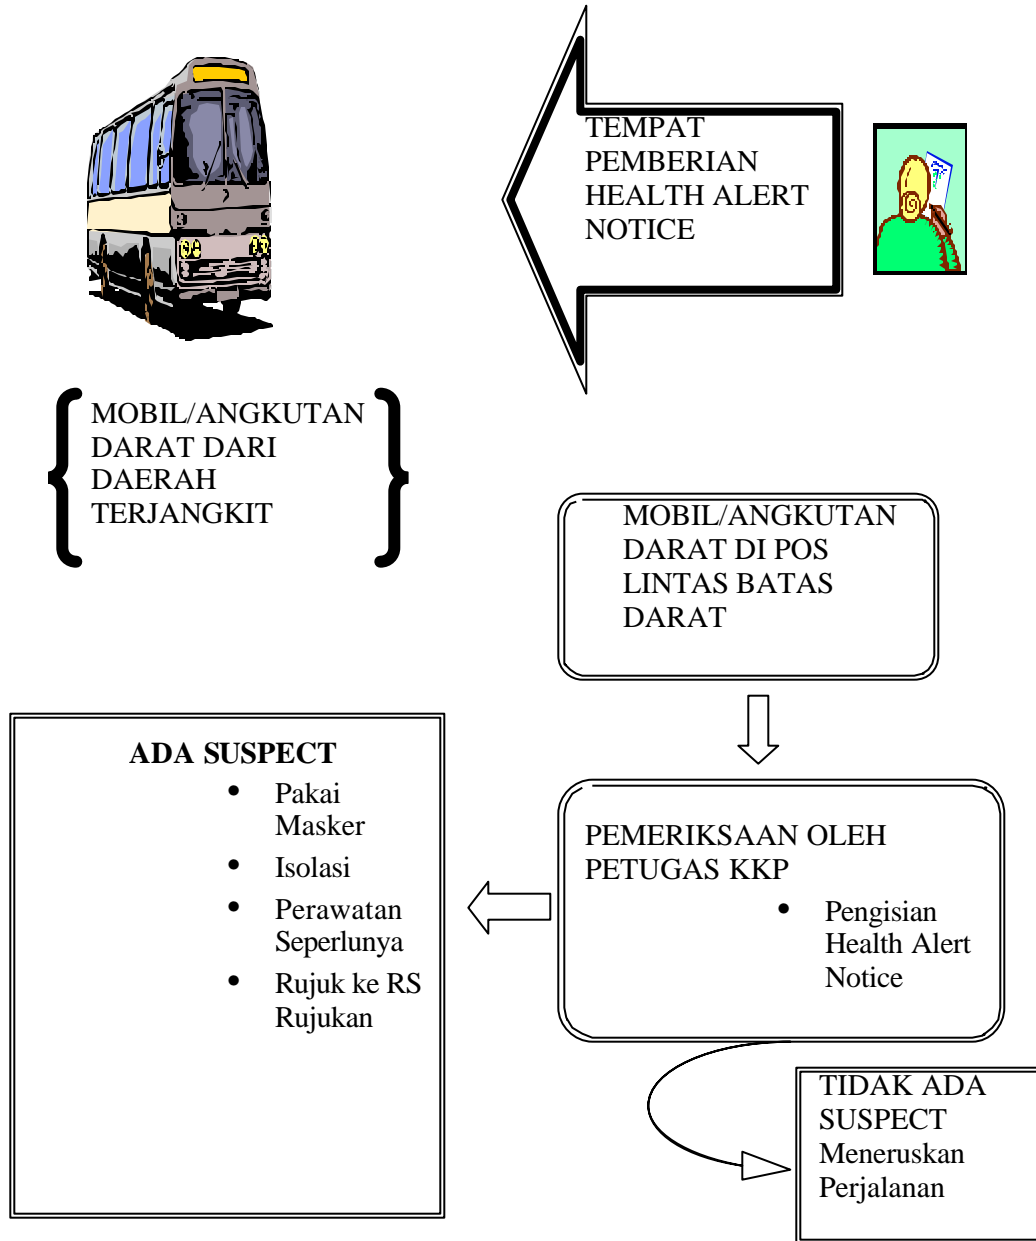 TEMPAT
PEMBERIAN
HEALTH ALERT
NOTICE
MOBIL/ANGKUTAN
DARAT DARI
DAERAH
TERJANGKIT
MOBIL/ANGKUTAN
DARAT DI POS
LINTAS BATAS
DARAT
PEMERIKSAAN OLEH
PETUGAS KKP
• Pengisian
Health Alert
Notice
ADA SUSPECT
• Pakai
Masker
• Isolasi
• Perawatan
Seperlunya
• Rujuk ke RS
Rujukan
TIDAK ADA
SUSPECT
Meneruskan
Perjalanan